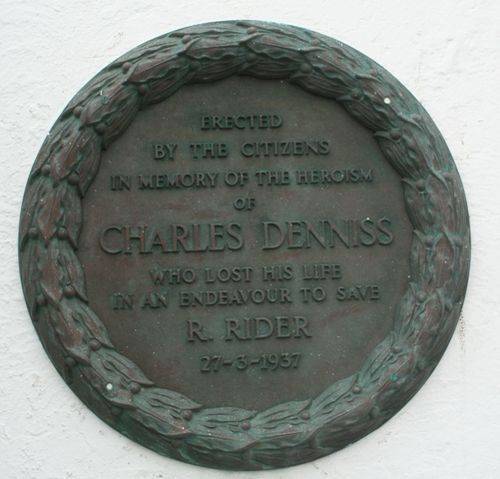 ERECTED
BY THE CITIZENS
IN MEMORY OF THE HEROISM
OF
CHARLES DENNISS
WHO LOST HIS LIFE
IN AN ENDEAVOUR TO SAVE
R. RIDER
27-3-1937